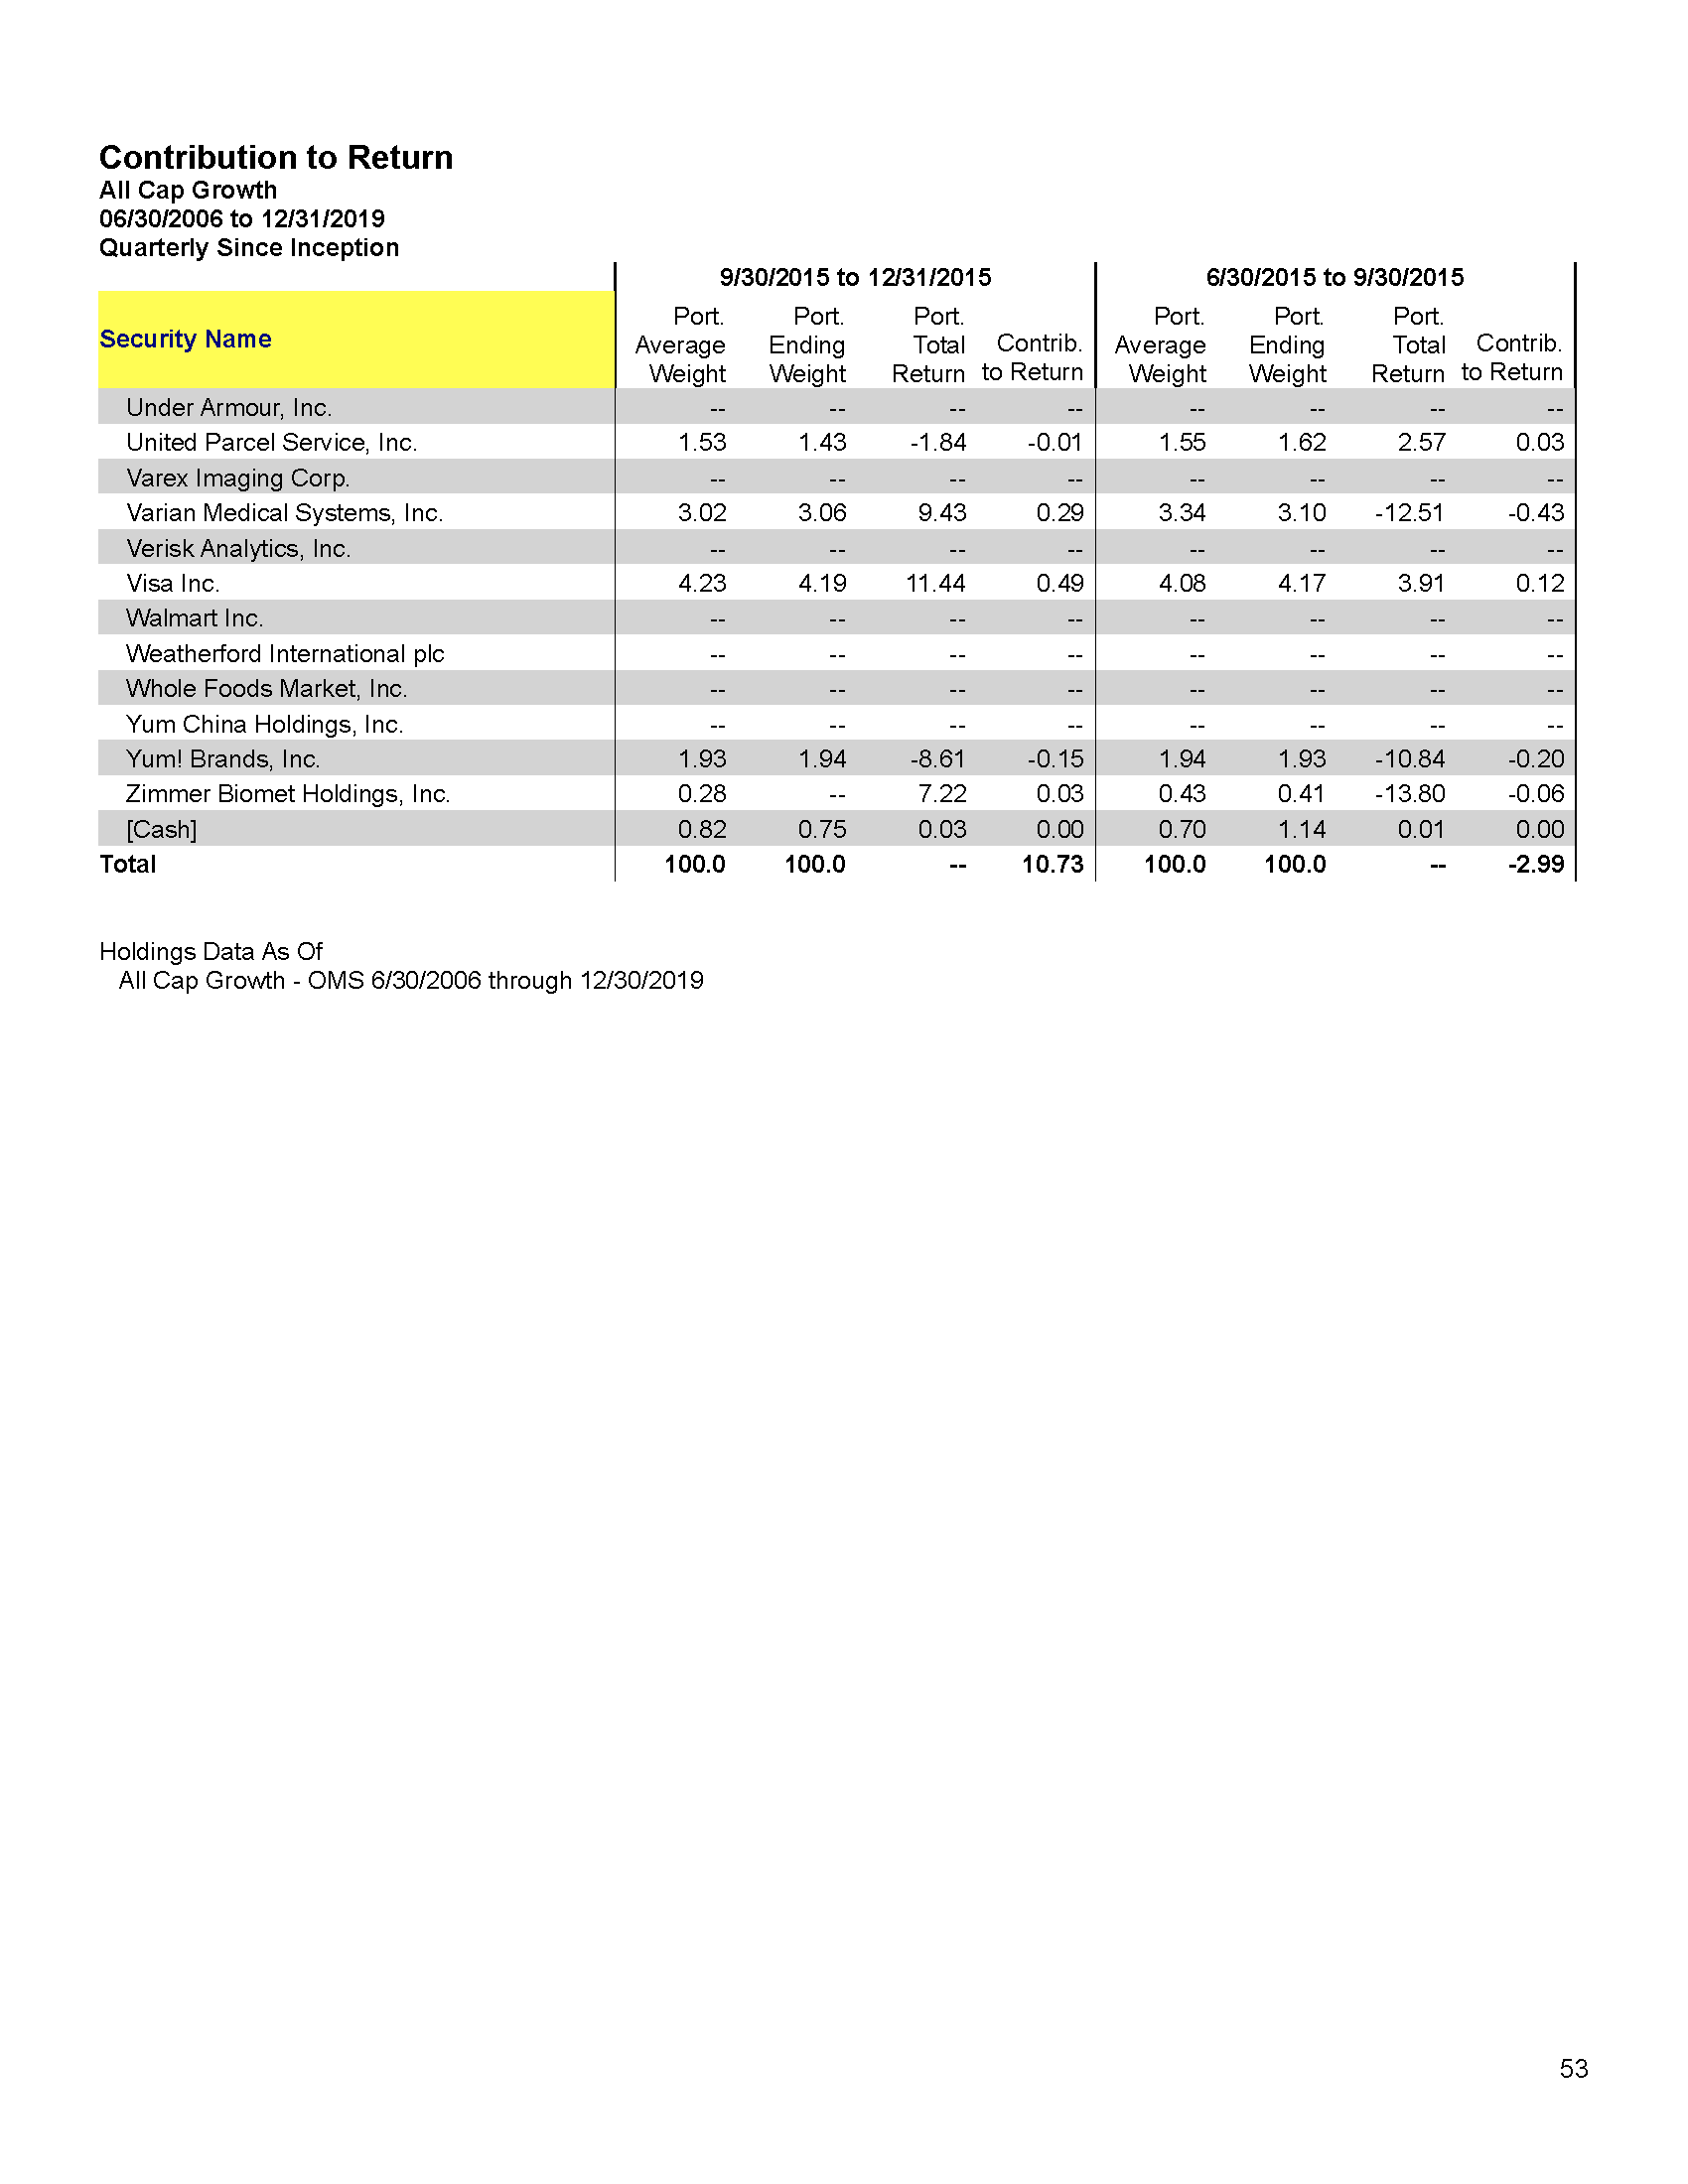 Contribution to Return
All Cap Growth
06/30/2006 to 12/31/2019
Quarterly Since Inception
9/30/2015 to 12/31/2015 6/30/2015 to 9/30/2015
Security Name Port. Average Weight Port. Ending Weight Port. Total Return Contrib. to Return Port. Average Weight Port. Ending Weight Port. Total Return Contrib. to Return
Under Armour, Inc. -- -- -- -- -- -- -- --
United Parcel Service, Inc. 1.53 1.43 -1.84 -0.01 1.55 1.62 2.57 0.03
Varex Imaging Corp. -- -- -- -- -- -- -- --
Varian Medical Systems, Inc. 3.02 3.06 9.43 0.29 3.34 3.10 -12.51 -0.43
Verisk Analytics, Inc. -- -- -- -- -- -- -- --
Visa Inc. 4.23 4.19 11.44 0.49 4.08 4.17 3.91 0.12
Walmart Inc. -- -- -- -- -- -- -- --
Weatherford International plc -- -- -- -- -- -- -- --
Whole Foods Market, Inc. -- -- -- -- -- -- -- --
Yum China Holdings, Inc. -- -- -- -- -- -- -- --
Yum! Brands, Inc. 1.93 1.94 -8.61 -0.15 1.94 1.93 -10.84 -0.20
Zimmer Biomet Holdings, Inc. 0.28 -- 7.22 0.03 0.43 0.41 -13.80 -0.06
[Cash] 0.82 0.75 0.03 0.00 0.70 1.14 0.01 0.00
Total 100.0 100.0 -- 10.73 100.0 100.0 -- -2.99
Holdings Data As Of
All Cap Growth - OMS 6/30/2006 through 12/30/2019
53